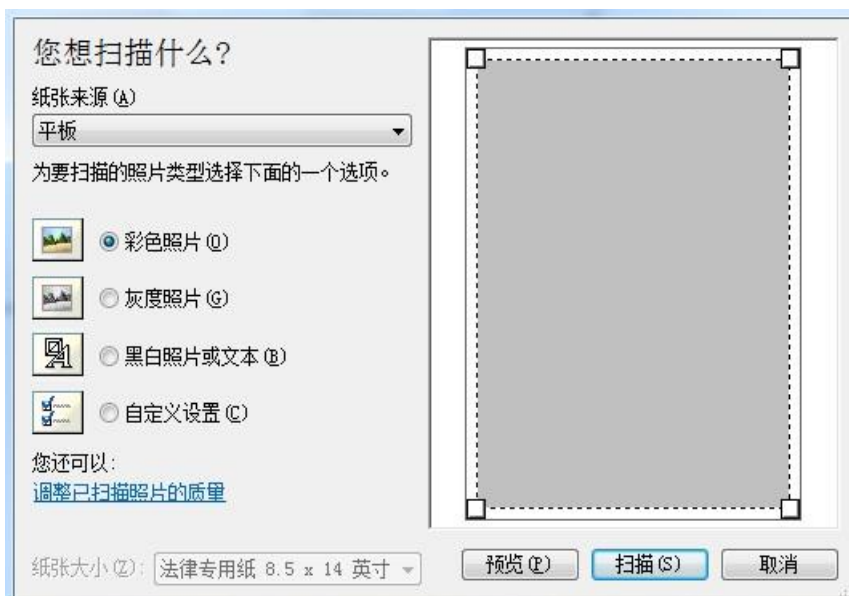 您想扫描什么?
纸张来源(A)
平板
为要扫描的照片类型选择下面的一个选项。
彩色照片(O)
灰度照片(G)
黑白照片或文本(B)
自定义设置(C)
您还可以:
调整已扫描照片的质量
纸张大小(Z): 法律专用纸 8.5 x 14 英寸
预览(P) 扫描(S) 取消